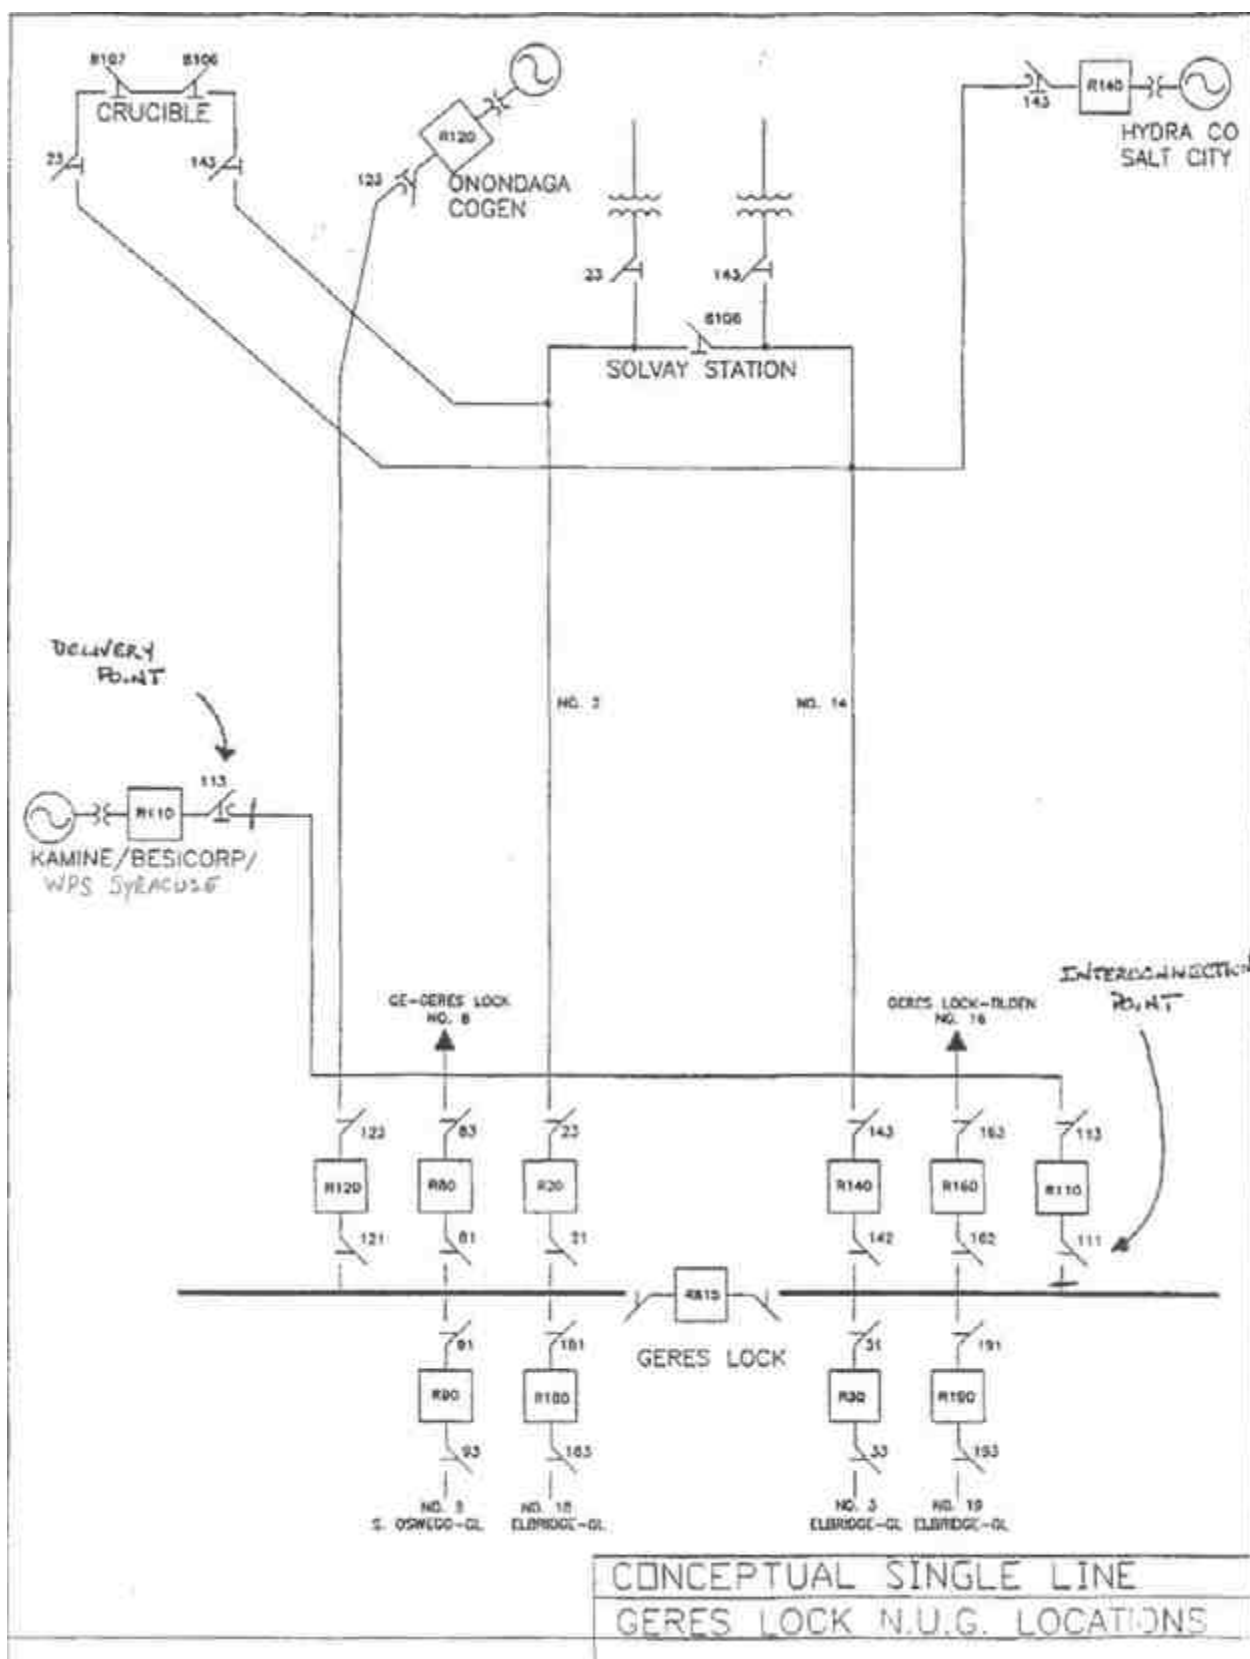 8107
8106
CRUCIBLE
23
143
R120
123
ONONDAGA
COGEN
143
R140
HYDRA CO
SALT CITY
23
143
8106
SOLVAY STATION
DELIVERY
POINT
NO. 2
NO. 14
113
R110
KAMINE/BESICORP/
WPS SYRACUSE
INTERCONNECTION
POINT
GE-GERES LOCK
NO. 8
GERES LOCK-TILDEN
NO. 16
123
83
23
143
163
113
R120
R80
R20
R140
R160
R110
121
81
21
142
162
111
R815
GERES LOCK
91
181
31
191
R90
R180
R30
R190
93
183
33
193
NO. 9
S. OSWEGO-GL
NO. 18
ELBRIDGE-GL
NO. 3
ELBRIDGE-GL
NO. 19
ELBRIDGE-GL
CONCEPTUAL SINGLE LINE
GERES LOCK N.U.G. LOCATIONS